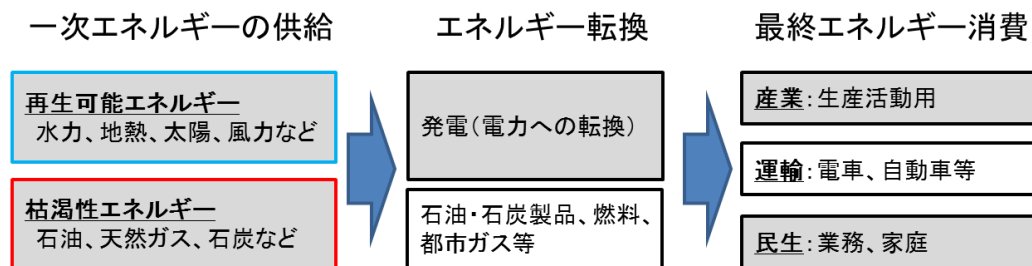 一次エネルギーの供給
エネルギー転換
最終エネルギー消費
再生可能エネルギー
水力、地熱、太陽、風力など
枯渇性エネルギー
石油、天然ガス、石炭など
発電(電力への転換)
石油・石炭製品、燃料、
都市ガス等
産業:生産活動用
運輸:電車、自動車等
民生:業務、家庭